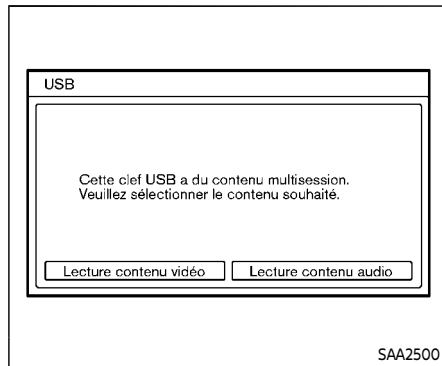 USB
Cette clef USB a du contenu multisession.
Veuillez sélectionner le contenu souhaité.
Lecture contenu vidéo
Lecture contenu audio
SAA2500